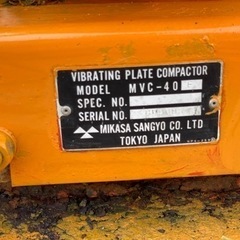 VIBRATING PLATE COMPACTOR
MODEL MVC-40
SPEC. NO.
SERIAL NO.
MIKASA SANGYO CO. LTD
TOKYO JAPAN